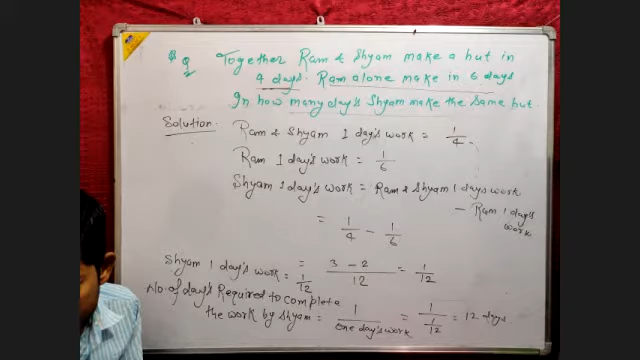 Q Together Ram & Shyam make a hut in
4 days. Ram alone make in 6 days
In how many day's Shyam make the same hut.
Solution
Ram & Shyam 1 day's work = 1/4
Ram 1 day's work = 1/6
Shyam 1 day's work = Ram & Shyam 1 days work
- Ram 1 day's
work
= 1/4 - 1/6
= 3 - 2 / 12 = 1/12
Shyam 1 day's work = 1/12
No. of day's Required to complete
the work by Shyam = 1 / one day's work = 1 / 1/12 = 12 days